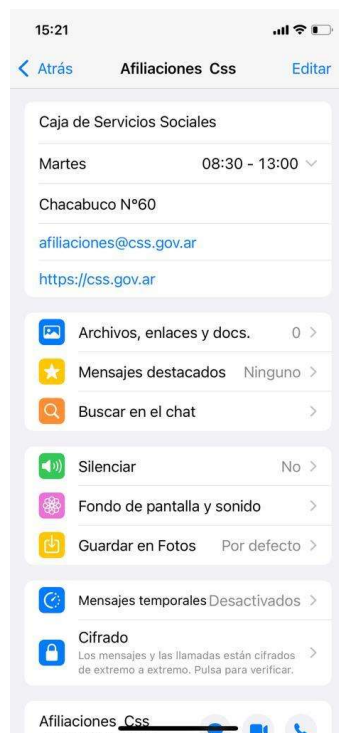 15:21
Atrás Afiliaciones Css Editar
Caja de Servicios Sociales
Martes 08:30 - 13:00
Chacabuco N°60
afiliaciones@css.gov.ar
https://css.gov.ar
Archivos, enlaces y docs. 0
Mensajes destacados Ninguno
Buscar en el chat
Silenciar No
Fondo de pantalla y sonido
Guardar en Fotos Por defecto
Mensajes temporales Desactivados
Cifrado
Los mensajes y las llamadas están cifrados
de extremo a extremo. Pulsa para verificar.
Afiliaciones Css